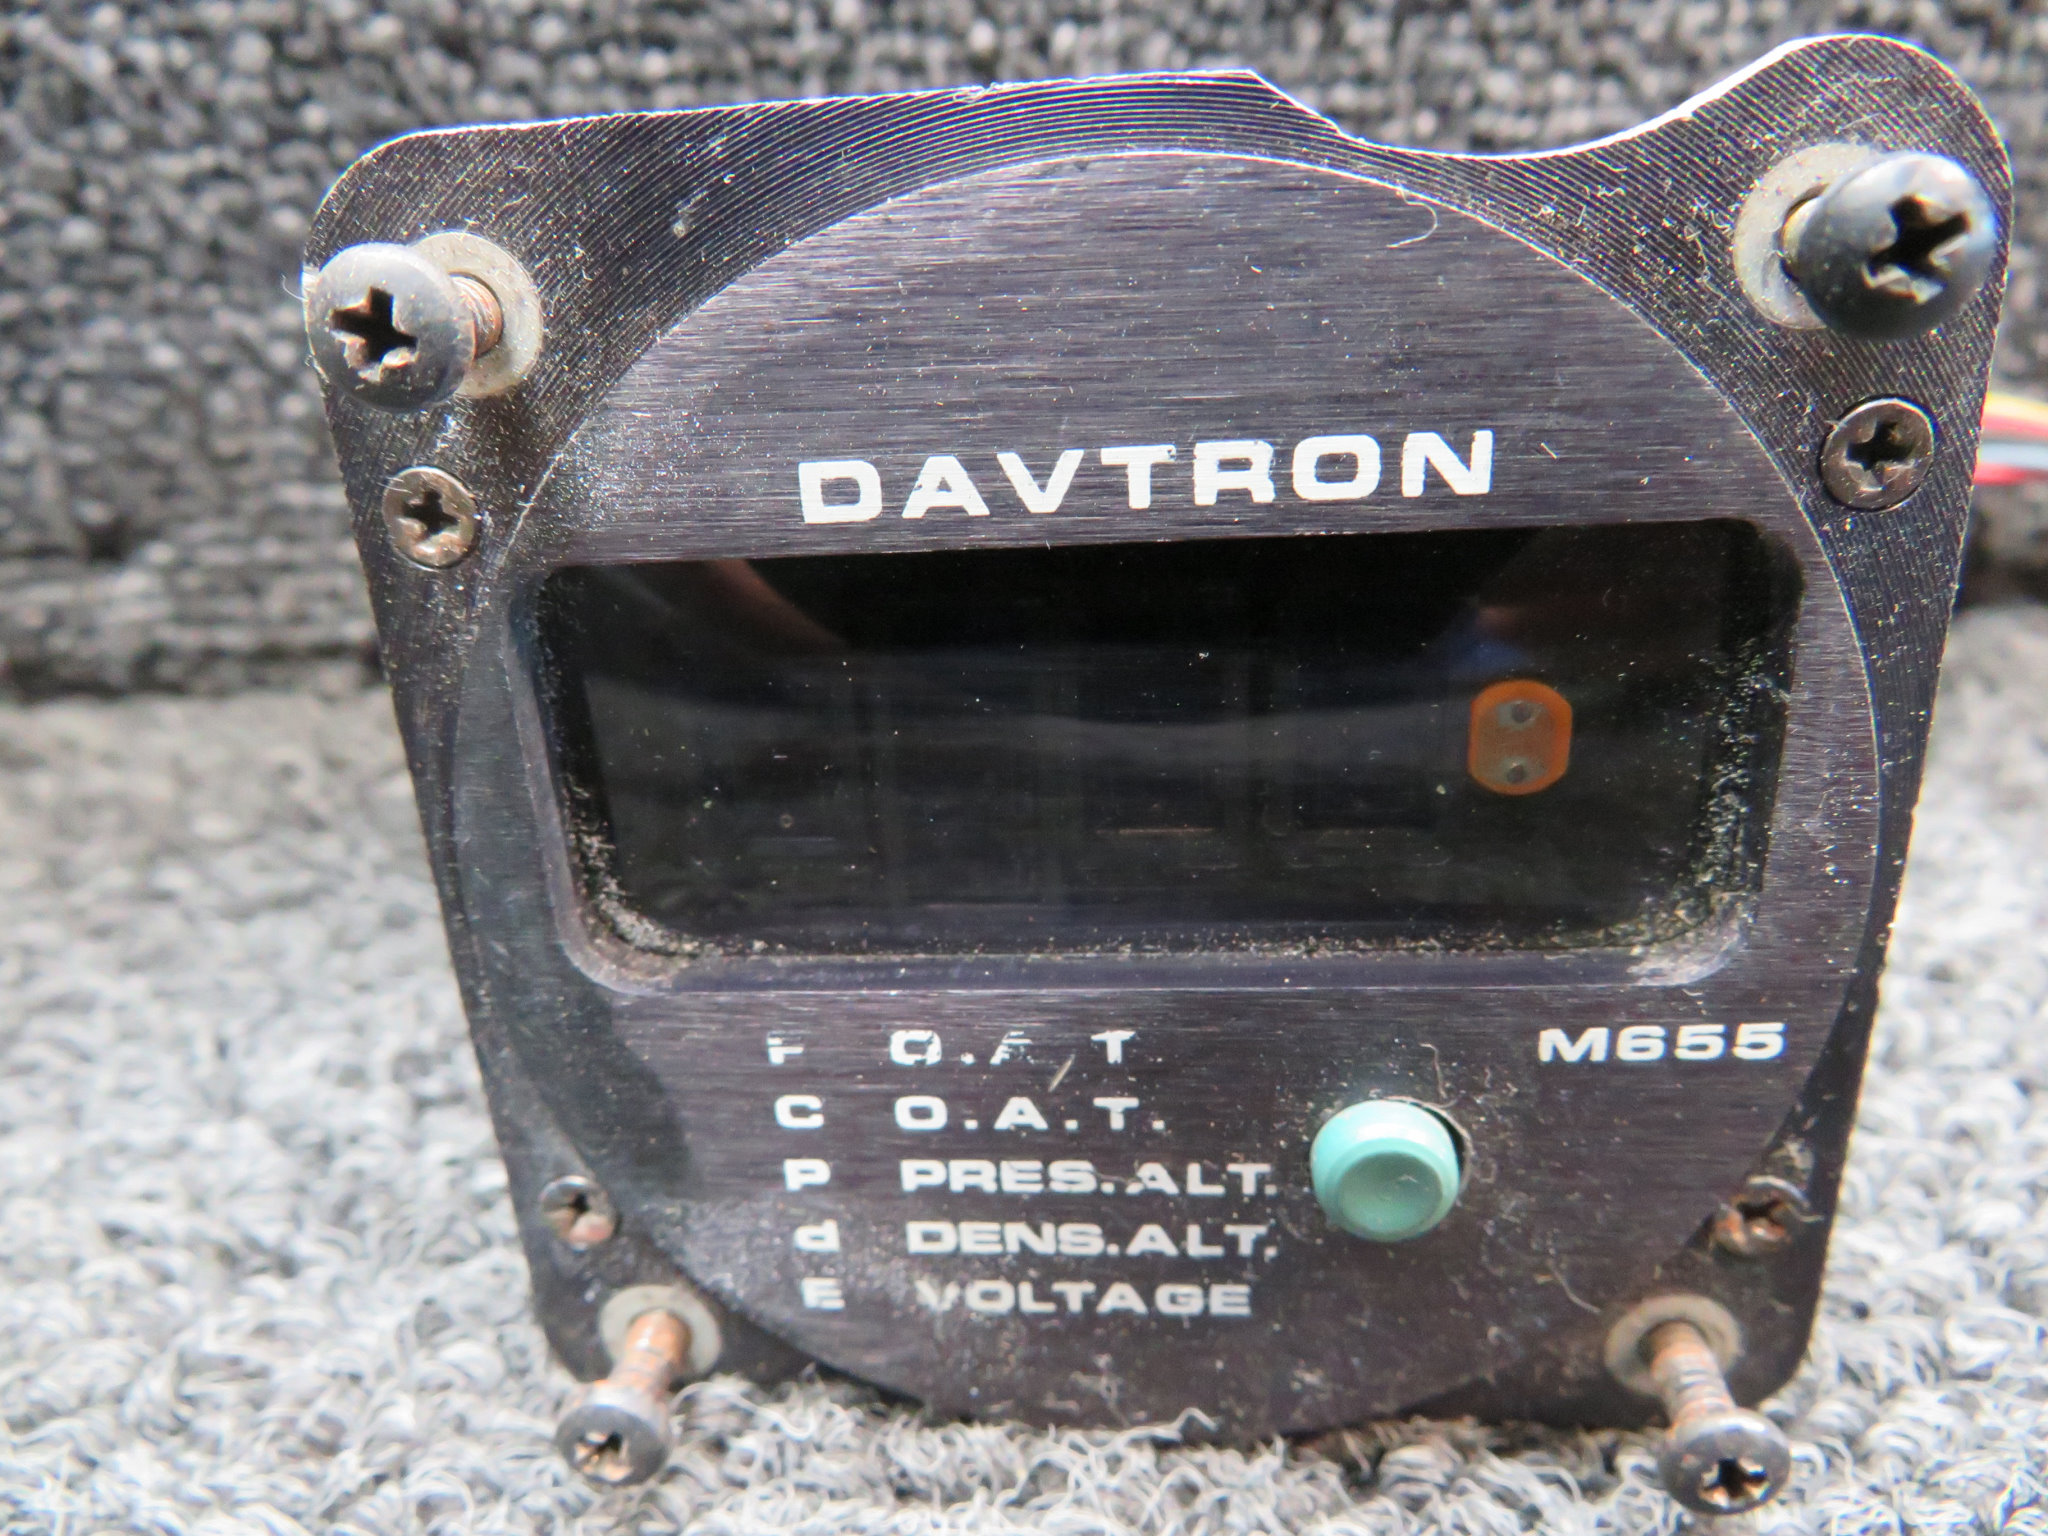 DAVTRON
M655
F O.A.T.
C O.A.T.
P PRES.ALT.
d DENS.ALT.
E VOLTAGE